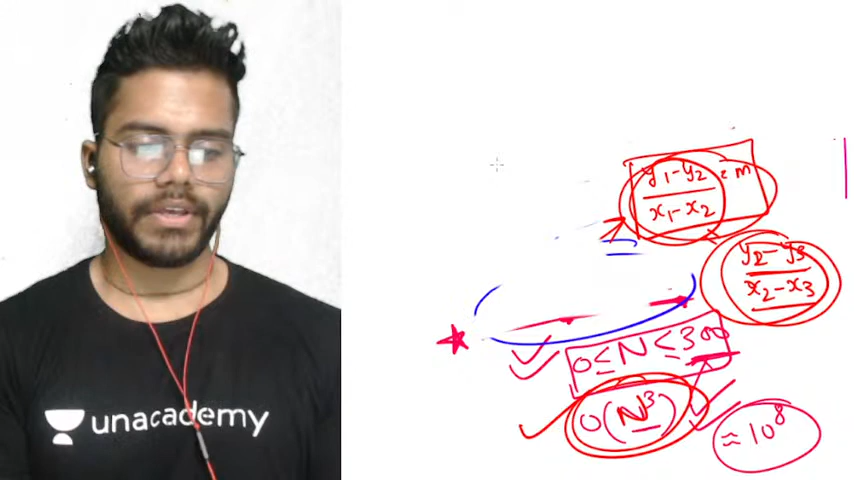 y₁-y₂ = m
x₁-x₂
y₂-y₃
x₂-x₃
0≤N≤300
O(N³)
≈10⁸
unacademy